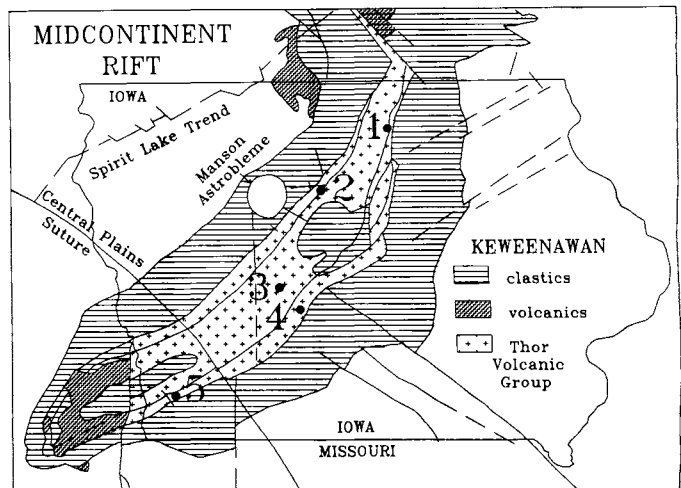 MIDCONTINENT
RIFT
IOWA
Spirit Lake Trend
Manson
Astrobleme
Central Plains
Suture
1
2
3
4
5
KEWEENAWAN
clastics
volcanics
Thor
Volcanic
Group
IOWA
MISSOURI